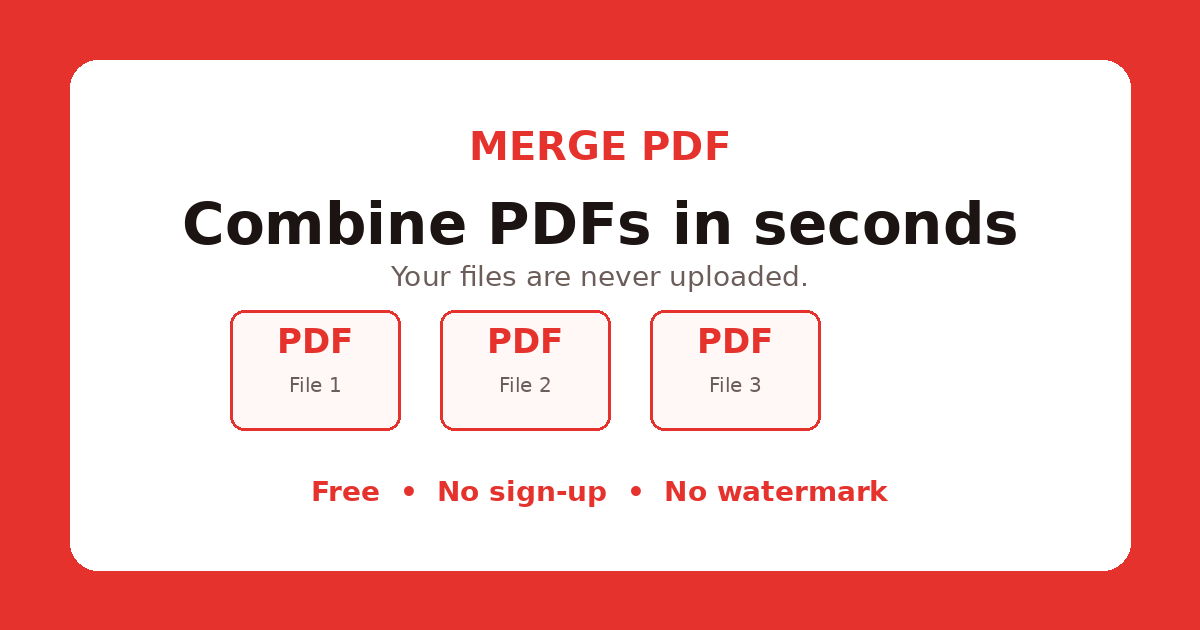 MERGE PDF
Combine PDFs in seconds
Your files are never uploaded.
PDF PDF PDF
File 1 File 2 File 3
Free • No sign-up • No watermark